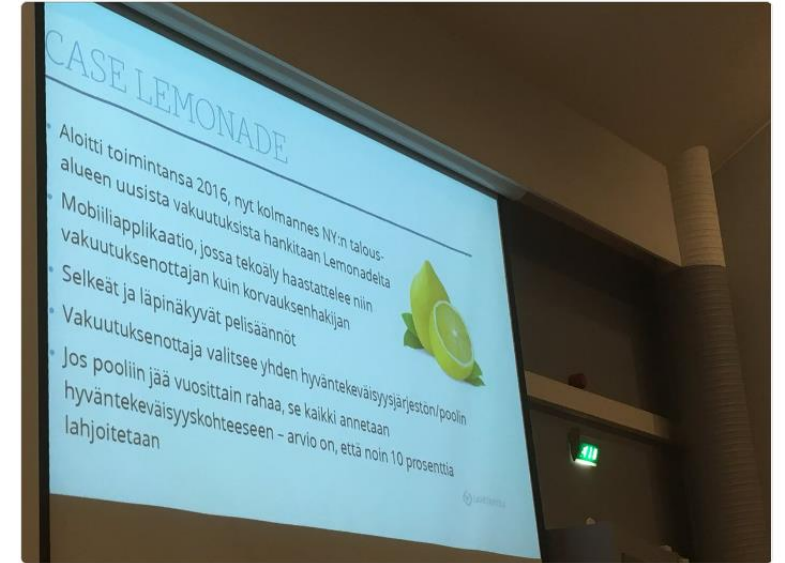 CASE LEMONADE
• Aloitti toimintansa 2016, nyt kolmannes NY:n talous-
alueen uusista vakuutuksista hankitaan Lemonadelta
• Mobiiliapplikaatio, jossa tekoäly haastattelee niin
vakuutuksenottajan kuin korvauksenhakijan
• Selkeät ja läpinäkyvät pelisäännöt
• Vakuutuksenottaja valitsee yhden hyväntekeväisyysjärjestön/poolin
• Jos pooliin jää vuosittain rahaa, se kaikki annetaan
hyväntekeväisyyskohteeseen – arvio on, että noin 10 prosenttia
lahjoitetaan